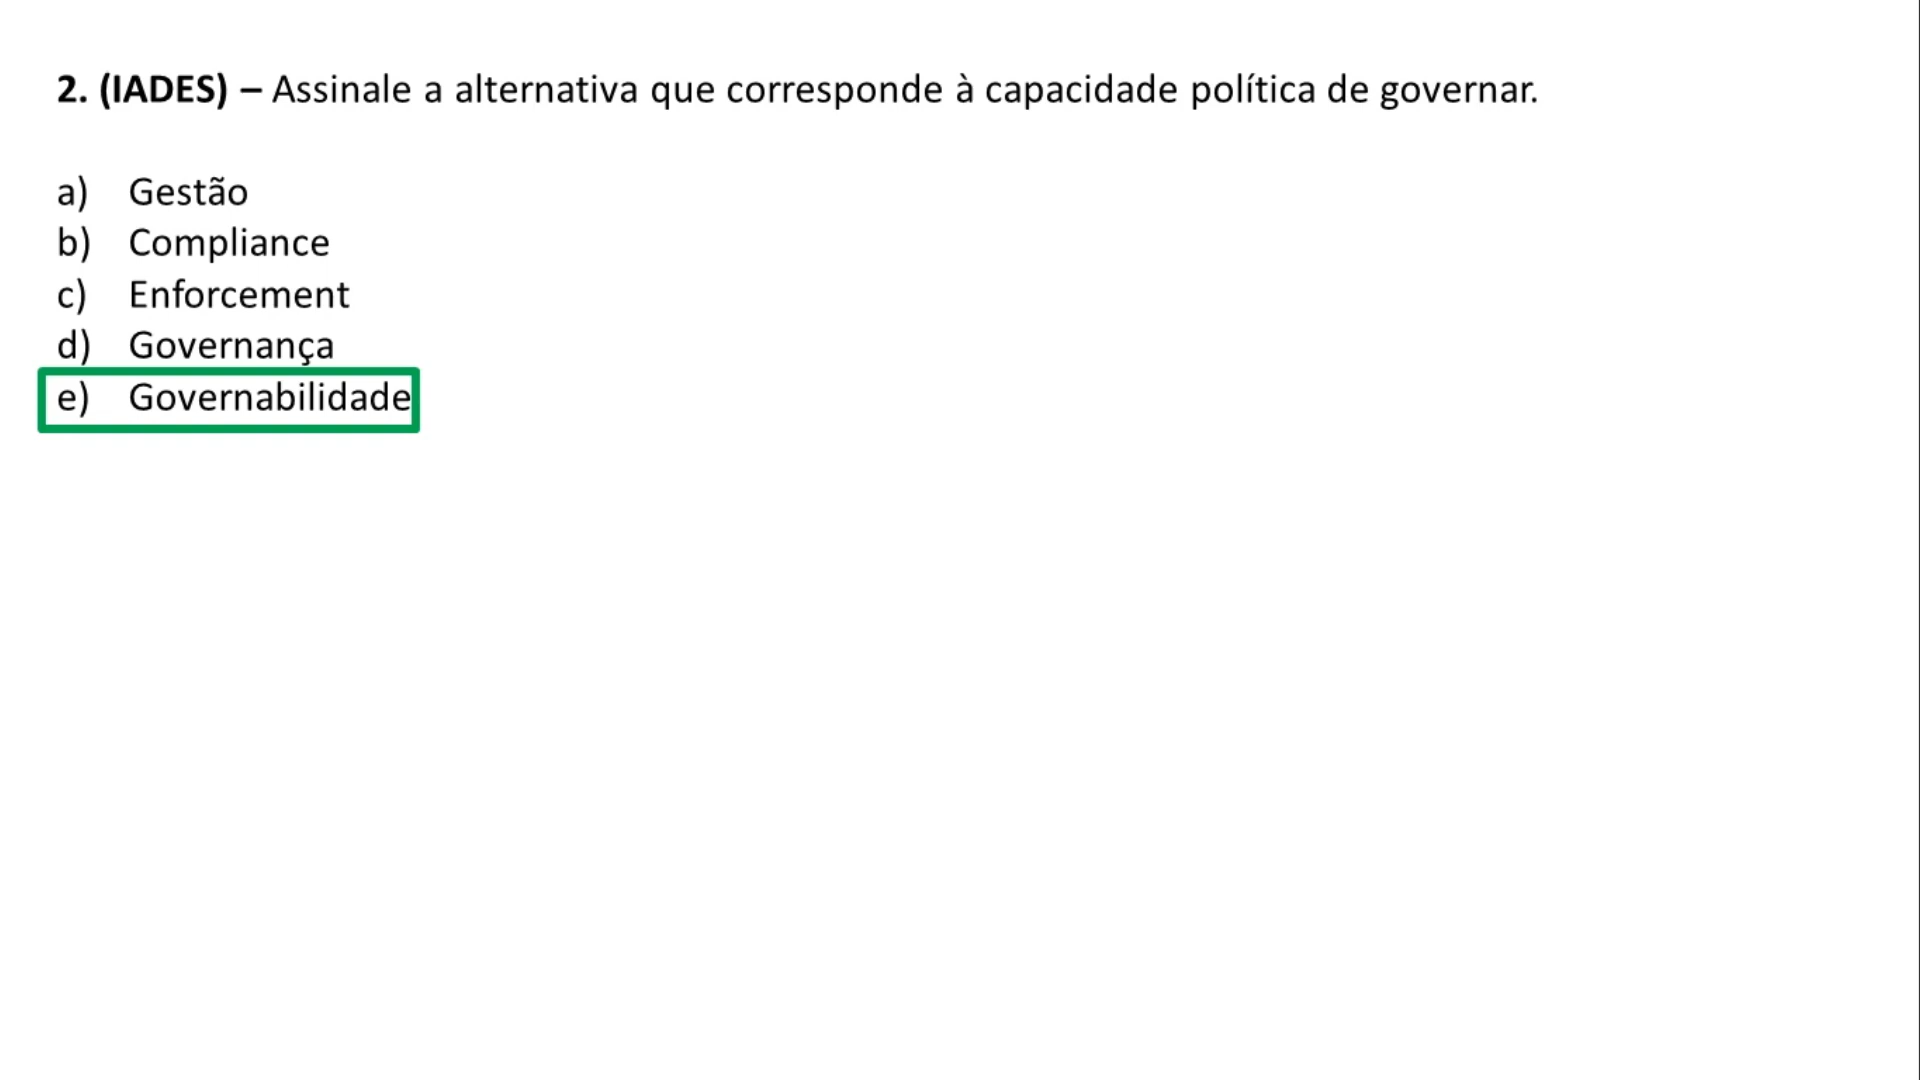 2. (IADES) – Assinale a alternativa que corresponde à capacidade política de governar.
a) Gestão
b) Compliance
c) Enforcement
d) Governança
e) Governabilidade